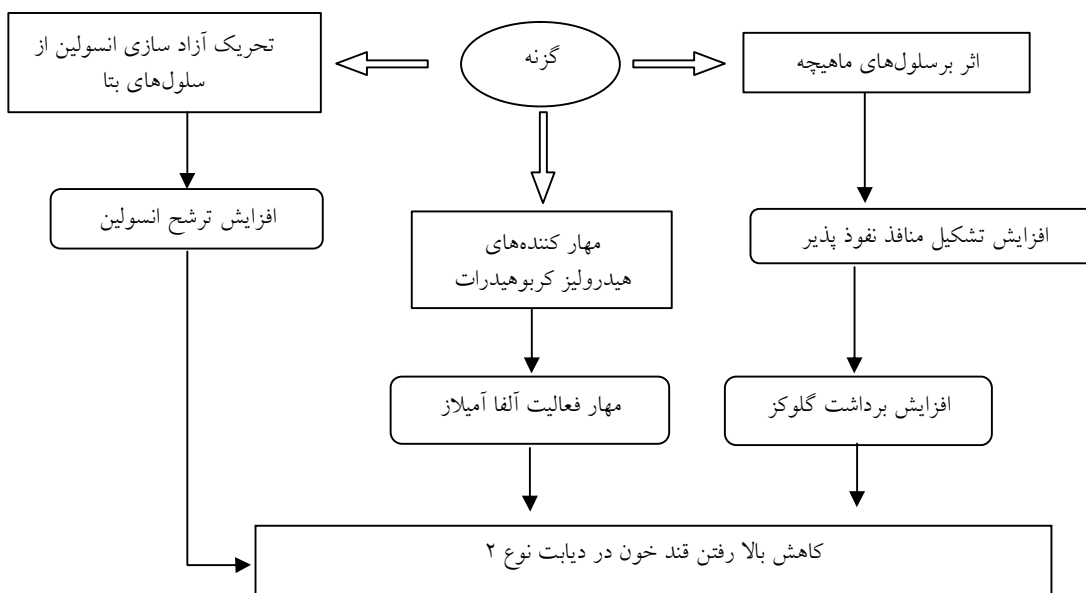 گزنه
اثر برسلول‌های ماهیچه
تحریک آزاد سازی انسولین از
سلول‌های بتا
افزایش تشکیل منافذ نفوذ پذیر
افزایش ترشح انسولین
مهار کننده‌های
هیدرولیز کربوهیدرات
افزایش برداشت گلوکز
مهار فعالیت آلفا آمیلاز
کاهش بالا رفتن قند خون در دیابت نوع ۲